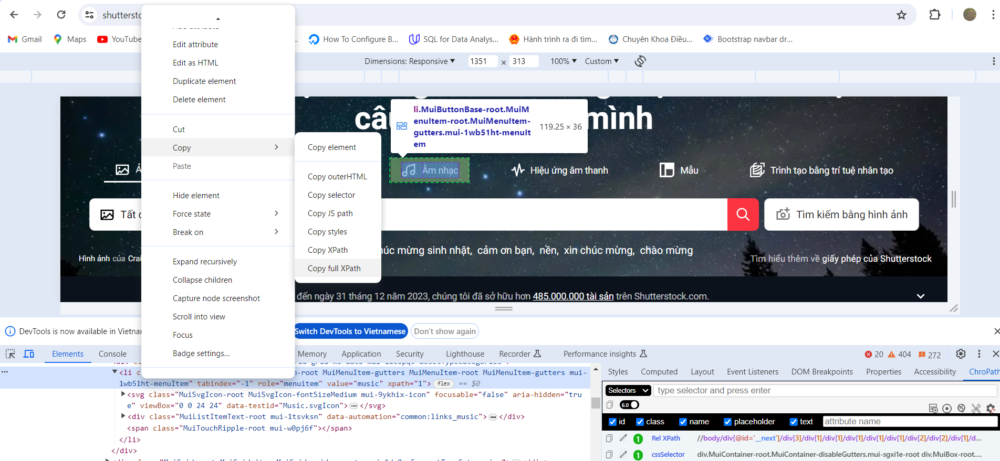 shuttersto
Gmail
Maps
YouTube
How To Configure B...
SQL for Data Analys...
Hành trình ra đi tìm...
Chuyên Khoa Điều...
Bootstrap navbar dr...
Dimensions: Responsive
1351 × 313
100%
Custom
Edit attribute
Edit as HTML
Duplicate element
Delete element
Cut
Copy
Paste
Hide element
Force state
Break on
Expand recursively
Collapse children
Capture node screenshot
Scroll into view
Focus
Badge settings...
Copy element
Copy outerHTML
Copy selector
Copy JS path
Copy styles
Copy XPath
Copy full XPath
mình
li.MuiButtonBase-root.MuiM
enuItem-root.MuiMenuItem-
gutters.mui-1wb51ht-menuIt
em
119.25 × 36
Âm nhạc
Hiệu ứng âm thanh
Mẫu
Trình tạo bằng trí tuệ nhân tạo
Tất
Tìm kiếm bằng hình ảnh
mừng sinh nhật, cảm ơn bạn, nền, xin chúc mừng, chào mừng
Hình ảnh của Crai
Tìm hiểu thêm về giấy phép của Shutterstock
đến ngày 31 tháng 12 năm 2023, chúng tôi đã sở hữu hơn 485.000.000 tài sản trên Shutterstock.com.
DevTools is now available in Vietnam
Switch DevTools to Vietnamese
Don't show again
Elements
Console
Memory
Application
Security
Lighthouse
Recorder
Performance insights
20
404
272
<li c
-root MuiMenuItem-gutters MuiMenuItem-root MuiMenuItem-gutters mui-
1wb51ht-menuItem" tabindex="-1" role="menuitem" value="music" xpath="1"> flex == $0
<svg class="MuiSvgIcon-root MuiSvgIcon-fontSizeMedium mui-9ykhix-icon" focusable="false" aria-hidden="tru
e" viewBox="0 0 24 24" data-testid="Music.svgIcon">…</svg>
<div class="MuiListItemText-root mui-1tsvksn" data-automation="common:links_music">…</div>
<span class="MuiTouchRipple-root mui-w0pj6f"></span>
</li>
</div>
Styles
Computed
Layout
Event Listeners
DOM Breakpoints
Properties
Accessibility
ChroPath
Selectors
type selector and press enter
6.0
id
class
name
placeholder
text
attribute name
1
Rel XPath
//body/div[@id='__next']/div[3]/div[1]/div[1]/div[1]/div[1]/div[1]/div[2]/div[2]/div[1]/d...
1
cssSelector
div.MuiContainer-root.MuiContainer-disableGutters.mui-sgxi1e-root div.MuiBox-root....